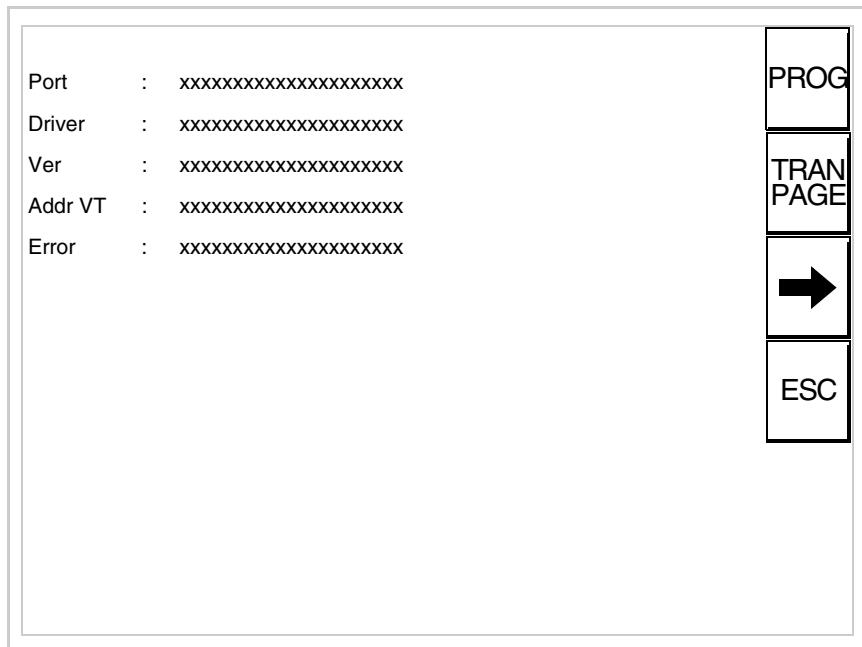 Port : xxxxxxxxxxxxxxxxxxxxx
Driver : xxxxxxxxxxxxxxxxxxxxx
Ver : xxxxxxxxxxxxxxxxxxxxx
Addr VT : xxxxxxxxxxxxxxxxxxxxx
Error : xxxxxxxxxxxxxxxxxxxxx
PROG
TRAN
PAGE
ESC